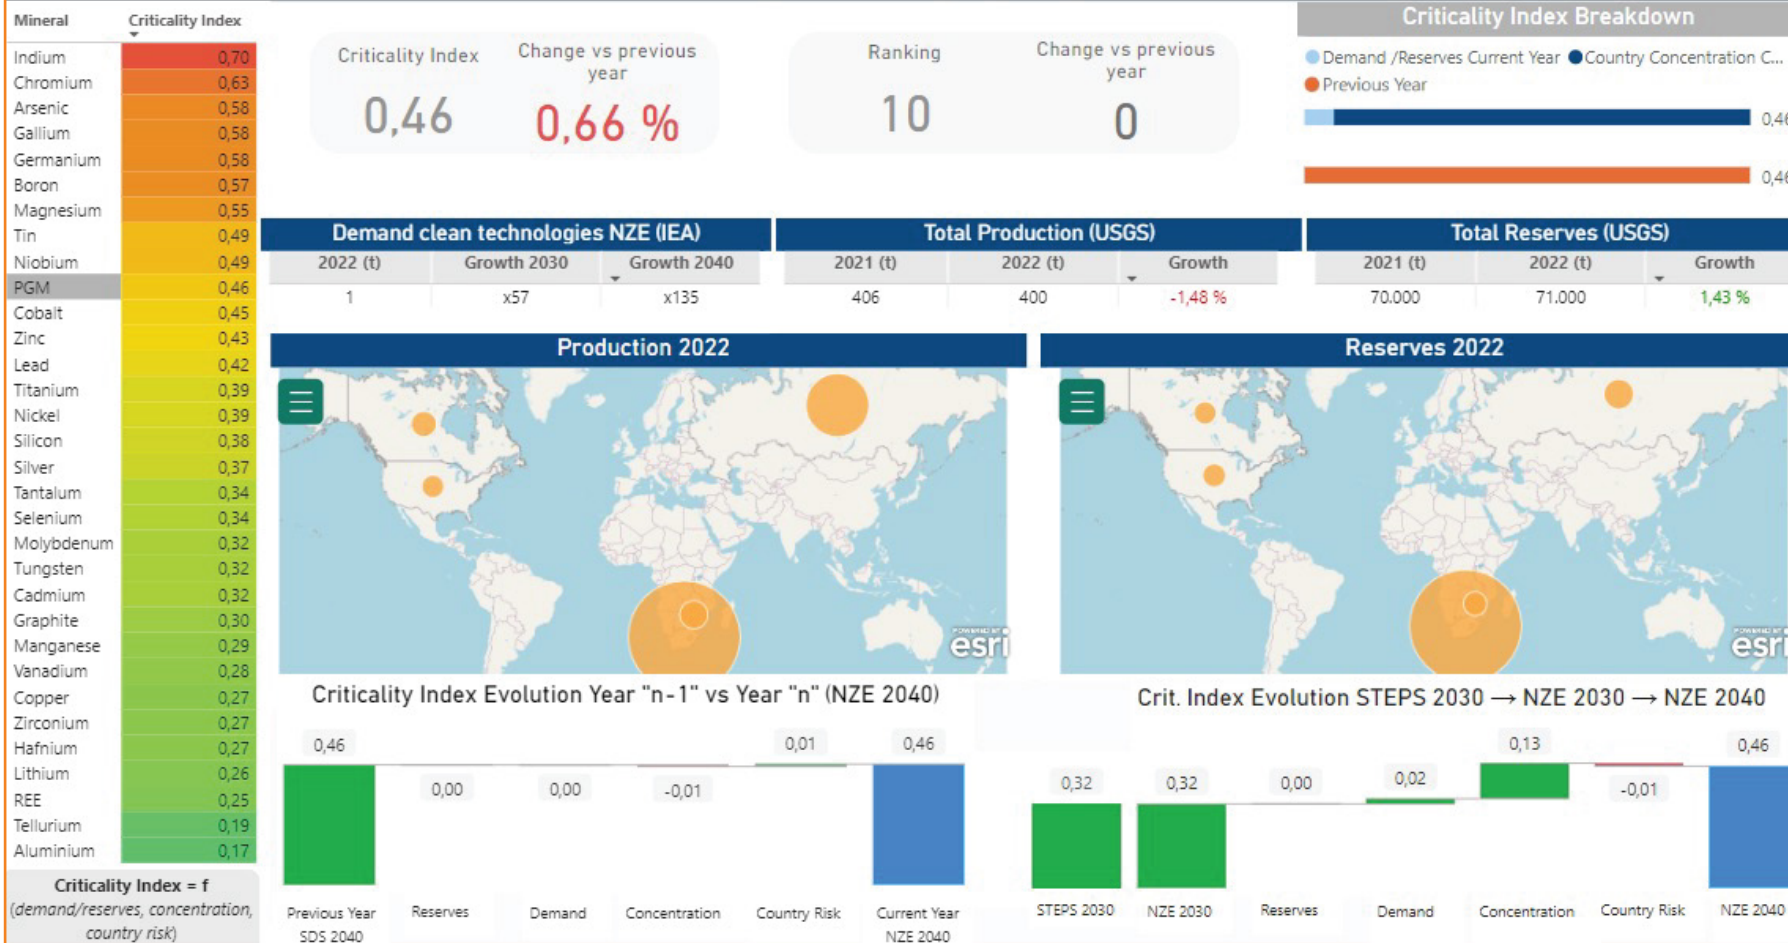 Mineral Criticality Index
Indium 0,70
Chromium 0,63
Arsenic 0,58
Gallium 0,58
Germanium 0,58
Boron 0,57
Magnesium 0,55
Tin 0,49
Niobium 0,49
PGM 0,46
Cobalt 0,45
Zinc 0,43
Lead 0,42
Titanium 0,39
Nickel 0,39
Silicon 0,38
Silver 0,37
Tantalum 0,34
Selenium 0,34
Molybdenum 0,32
Tungsten 0,32
Cadmium 0,32
Graphite 0,30
Manganese 0,29
Vanadium 0,28
Copper 0,27
Zirconium 0,27
Hafnium 0,27
Lithium 0,26
REE 0,25
Tellurium 0,19
Aluminium 0,17
Criticality Index = f
(demand/reserves, concentration,
country risk)
Criticality Index
0,46
Change vs previous
year
0,66 %
Ranking
10
Change vs previous
year
0
Criticality Index Breakdown
Demand /Reserves Current Year Country Concentration C...
Previous Year
0,46
0,46
Demand clean technologies NZE (IEA)
2022 (t) Growth 2030 Growth 2040
1 x57 x135
Total Production (USGS)
2021 (t) 2022 (t) Growth
406 400 -1,48 %
Total Reserves (USGS)
2021 (t) 2022 (t) Growth
70.000 71.000 1,43 %
Production 2022
POWERED BY
esri
Reserves 2022
POWERED BY
esri
Criticality Index Evolution Year "n-1" vs Year "n" (NZE 2040)
0,46 0,00 0,00 -0,01 0,01 0,46
Previous Year Reserves Demand Concentration Country Risk Current Year
SDS 2040 NZE 2040
Crit. Index Evolution STEPS 2030 → NZE 2030 → NZE 2040
0,32 0,32 0,00 0,02 0,13 -0,01 0,46
STEPS 2030 NZE 2030 Reserves Demand Concentration Country Risk NZE 2040